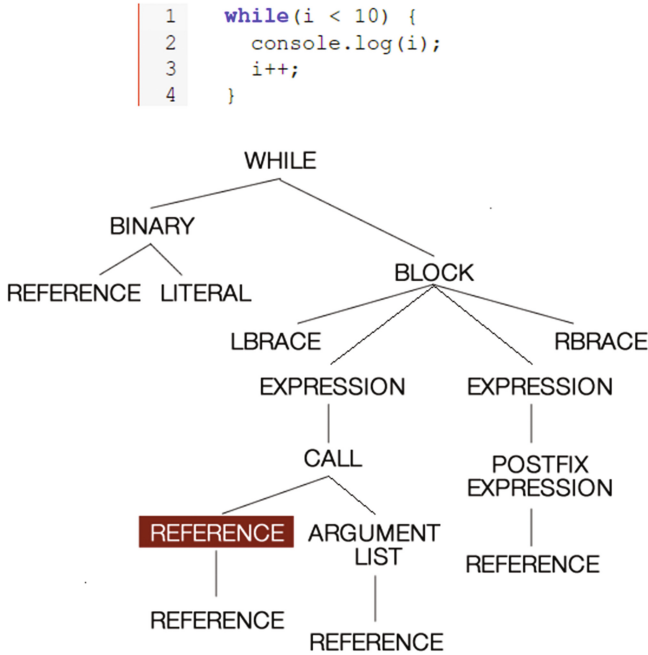 1 while(i < 10) {
2 console.log(i);
3 i++;
4 }
WHILE
BINARY
BLOCK
REFERENCE LITERAL
LBRACE
RBRACE
EXPRESSION
EXPRESSION
CALL
POSTFIX
EXPRESSION
REFERENCE
ARGUMENT
LIST
REFERENCE
REFERENCE
REFERENCE